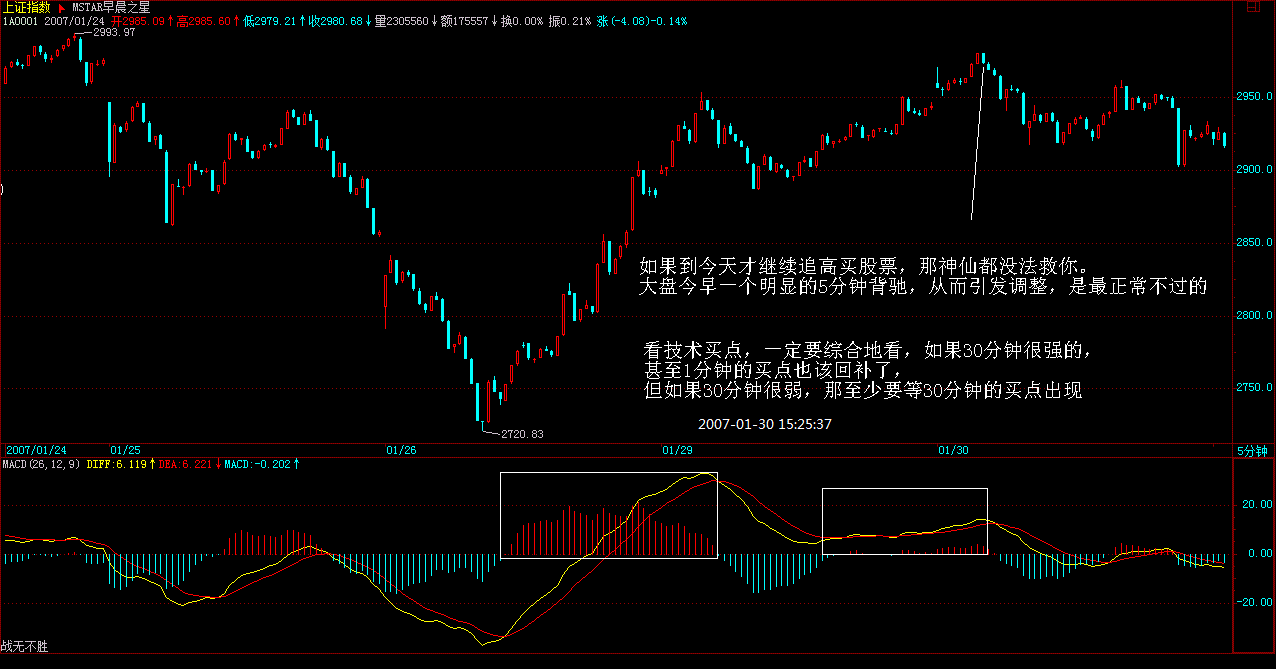 上证指数 MSTAR早晨之星
1A0001 2007/01/24 开2985.09↑高2985.80↑低2979.21↑收2980.68↓量2305560↓额175557↓换0.00% 振0.21% 涨(-4.08)-0.14%
2993.97
2950.0
2900.0
2850.0
如果到今天才继续追高买股票，那神仙都没法救你。
大盘今早一个明显的5分钟背驰，从而引发调整，是最正常不过的
2800.0
看技术买点，一定要综合地看，如果30分钟很强的，
甚至1分钟的买点也该回补了，
但如果30分钟很弱，那至少要等30分钟的买点出现
2750.0
2007-01-30 15:25:37
2720.83
2007/01/24 01/25 01/26 01/29 01/30 5分钟
MACD(26,12,9) DIFF:6.119↑DEA:6.221↓MACD:-0.202↑
20.00
0.00
-20.00
战无不胜